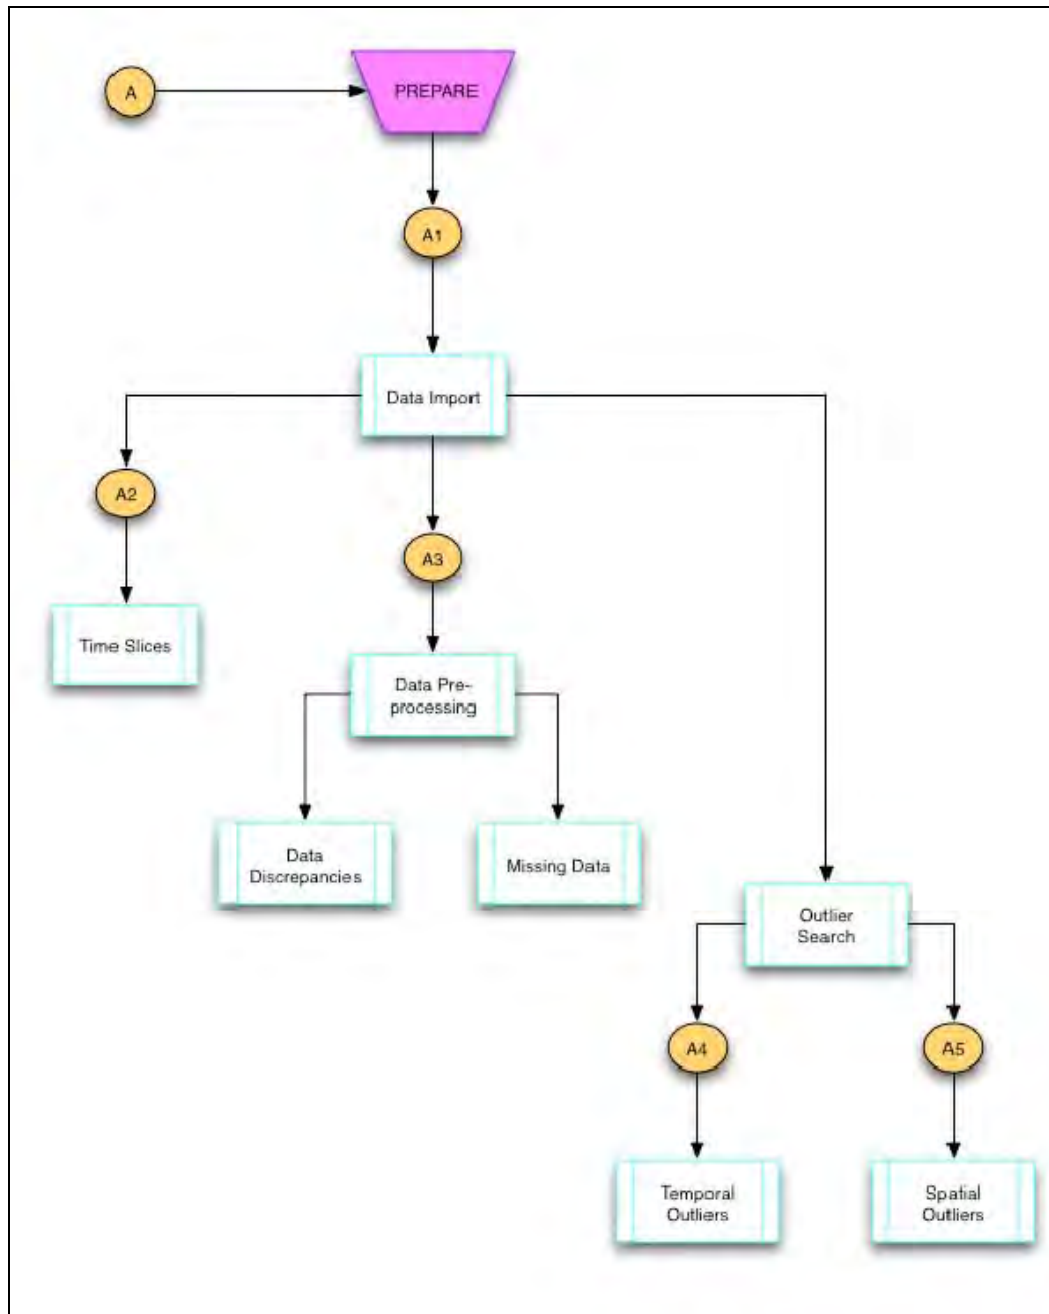 A
PREPARE
A1
Data Import
A2
A3
Time Slices
Data Pre-
processing
Data
Discrepancies
Missing Data
Outlier
Search
A4
A5
Temporal
Outliers
Spatial
Outliers